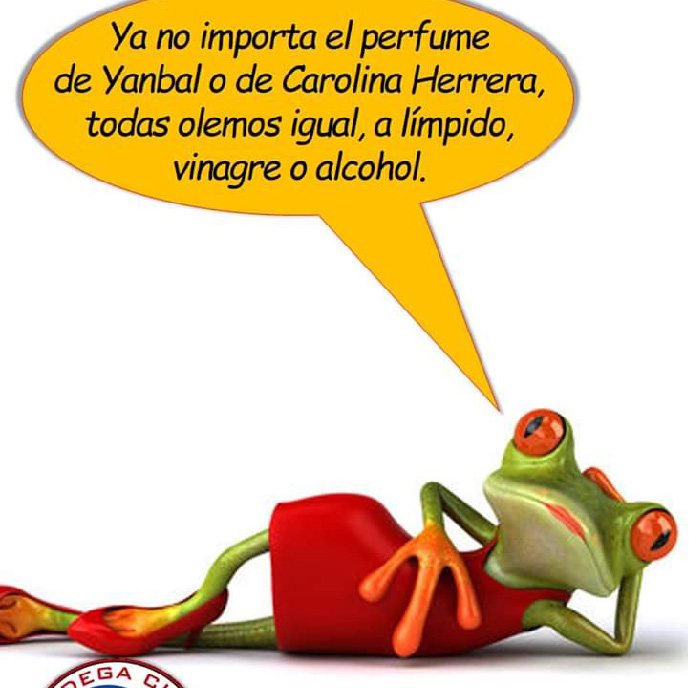 Ya no importa el perfume
de Yanbal o de Carolina Herrera,
todas olemos igual, a límpido,
vinagre o alcohol.